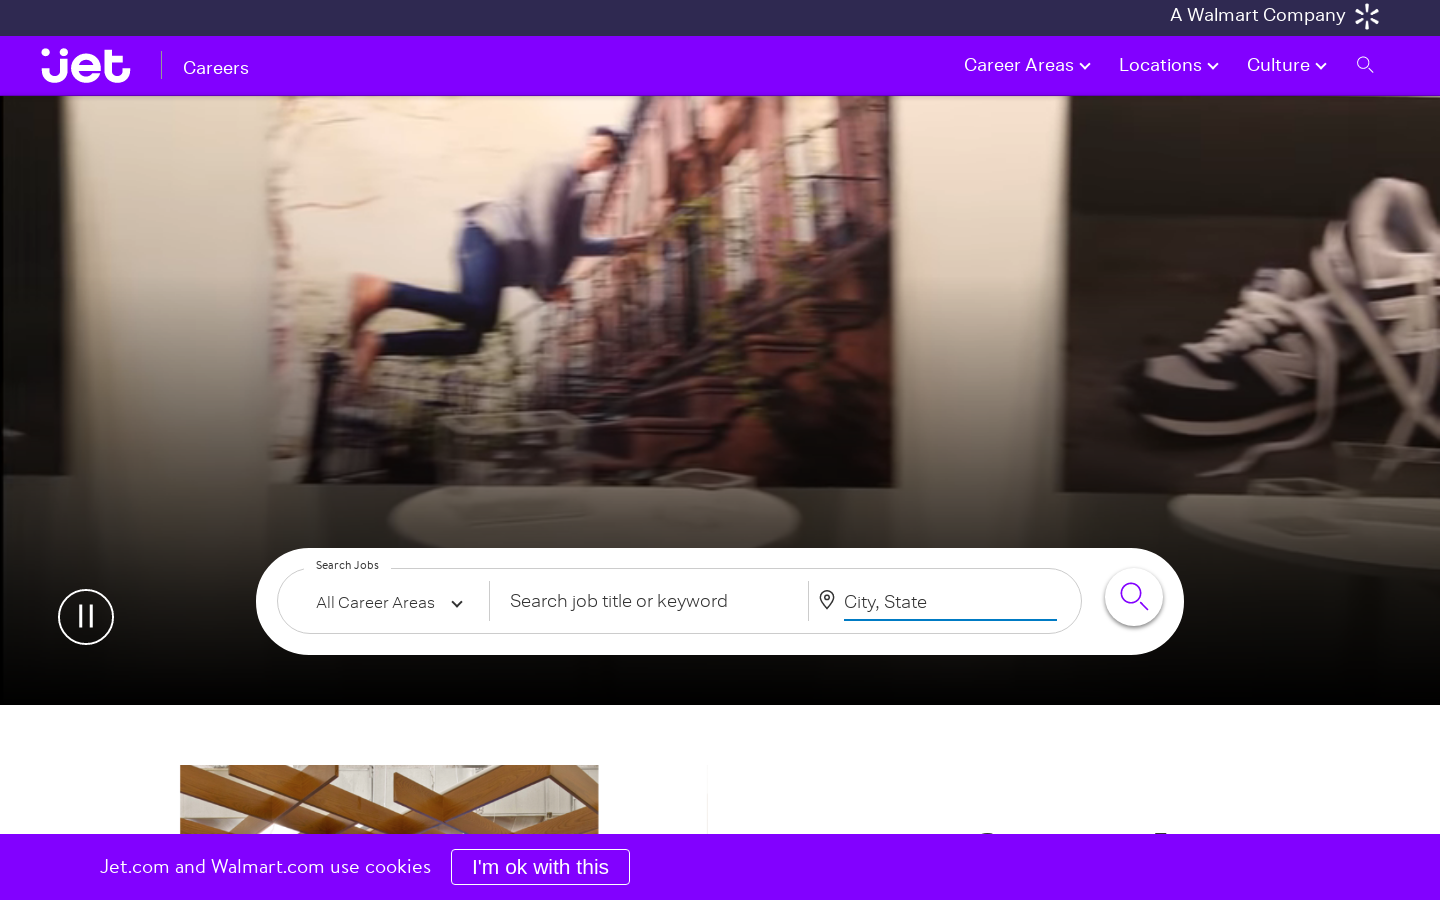 A Walmart Company
jet
Careers
Career Areas
Locations
Culture
Search Jobs
All Career Areas
Search job title or keyword
City, State
Jet.com and Walmart.com use cookies
I'm ok with this